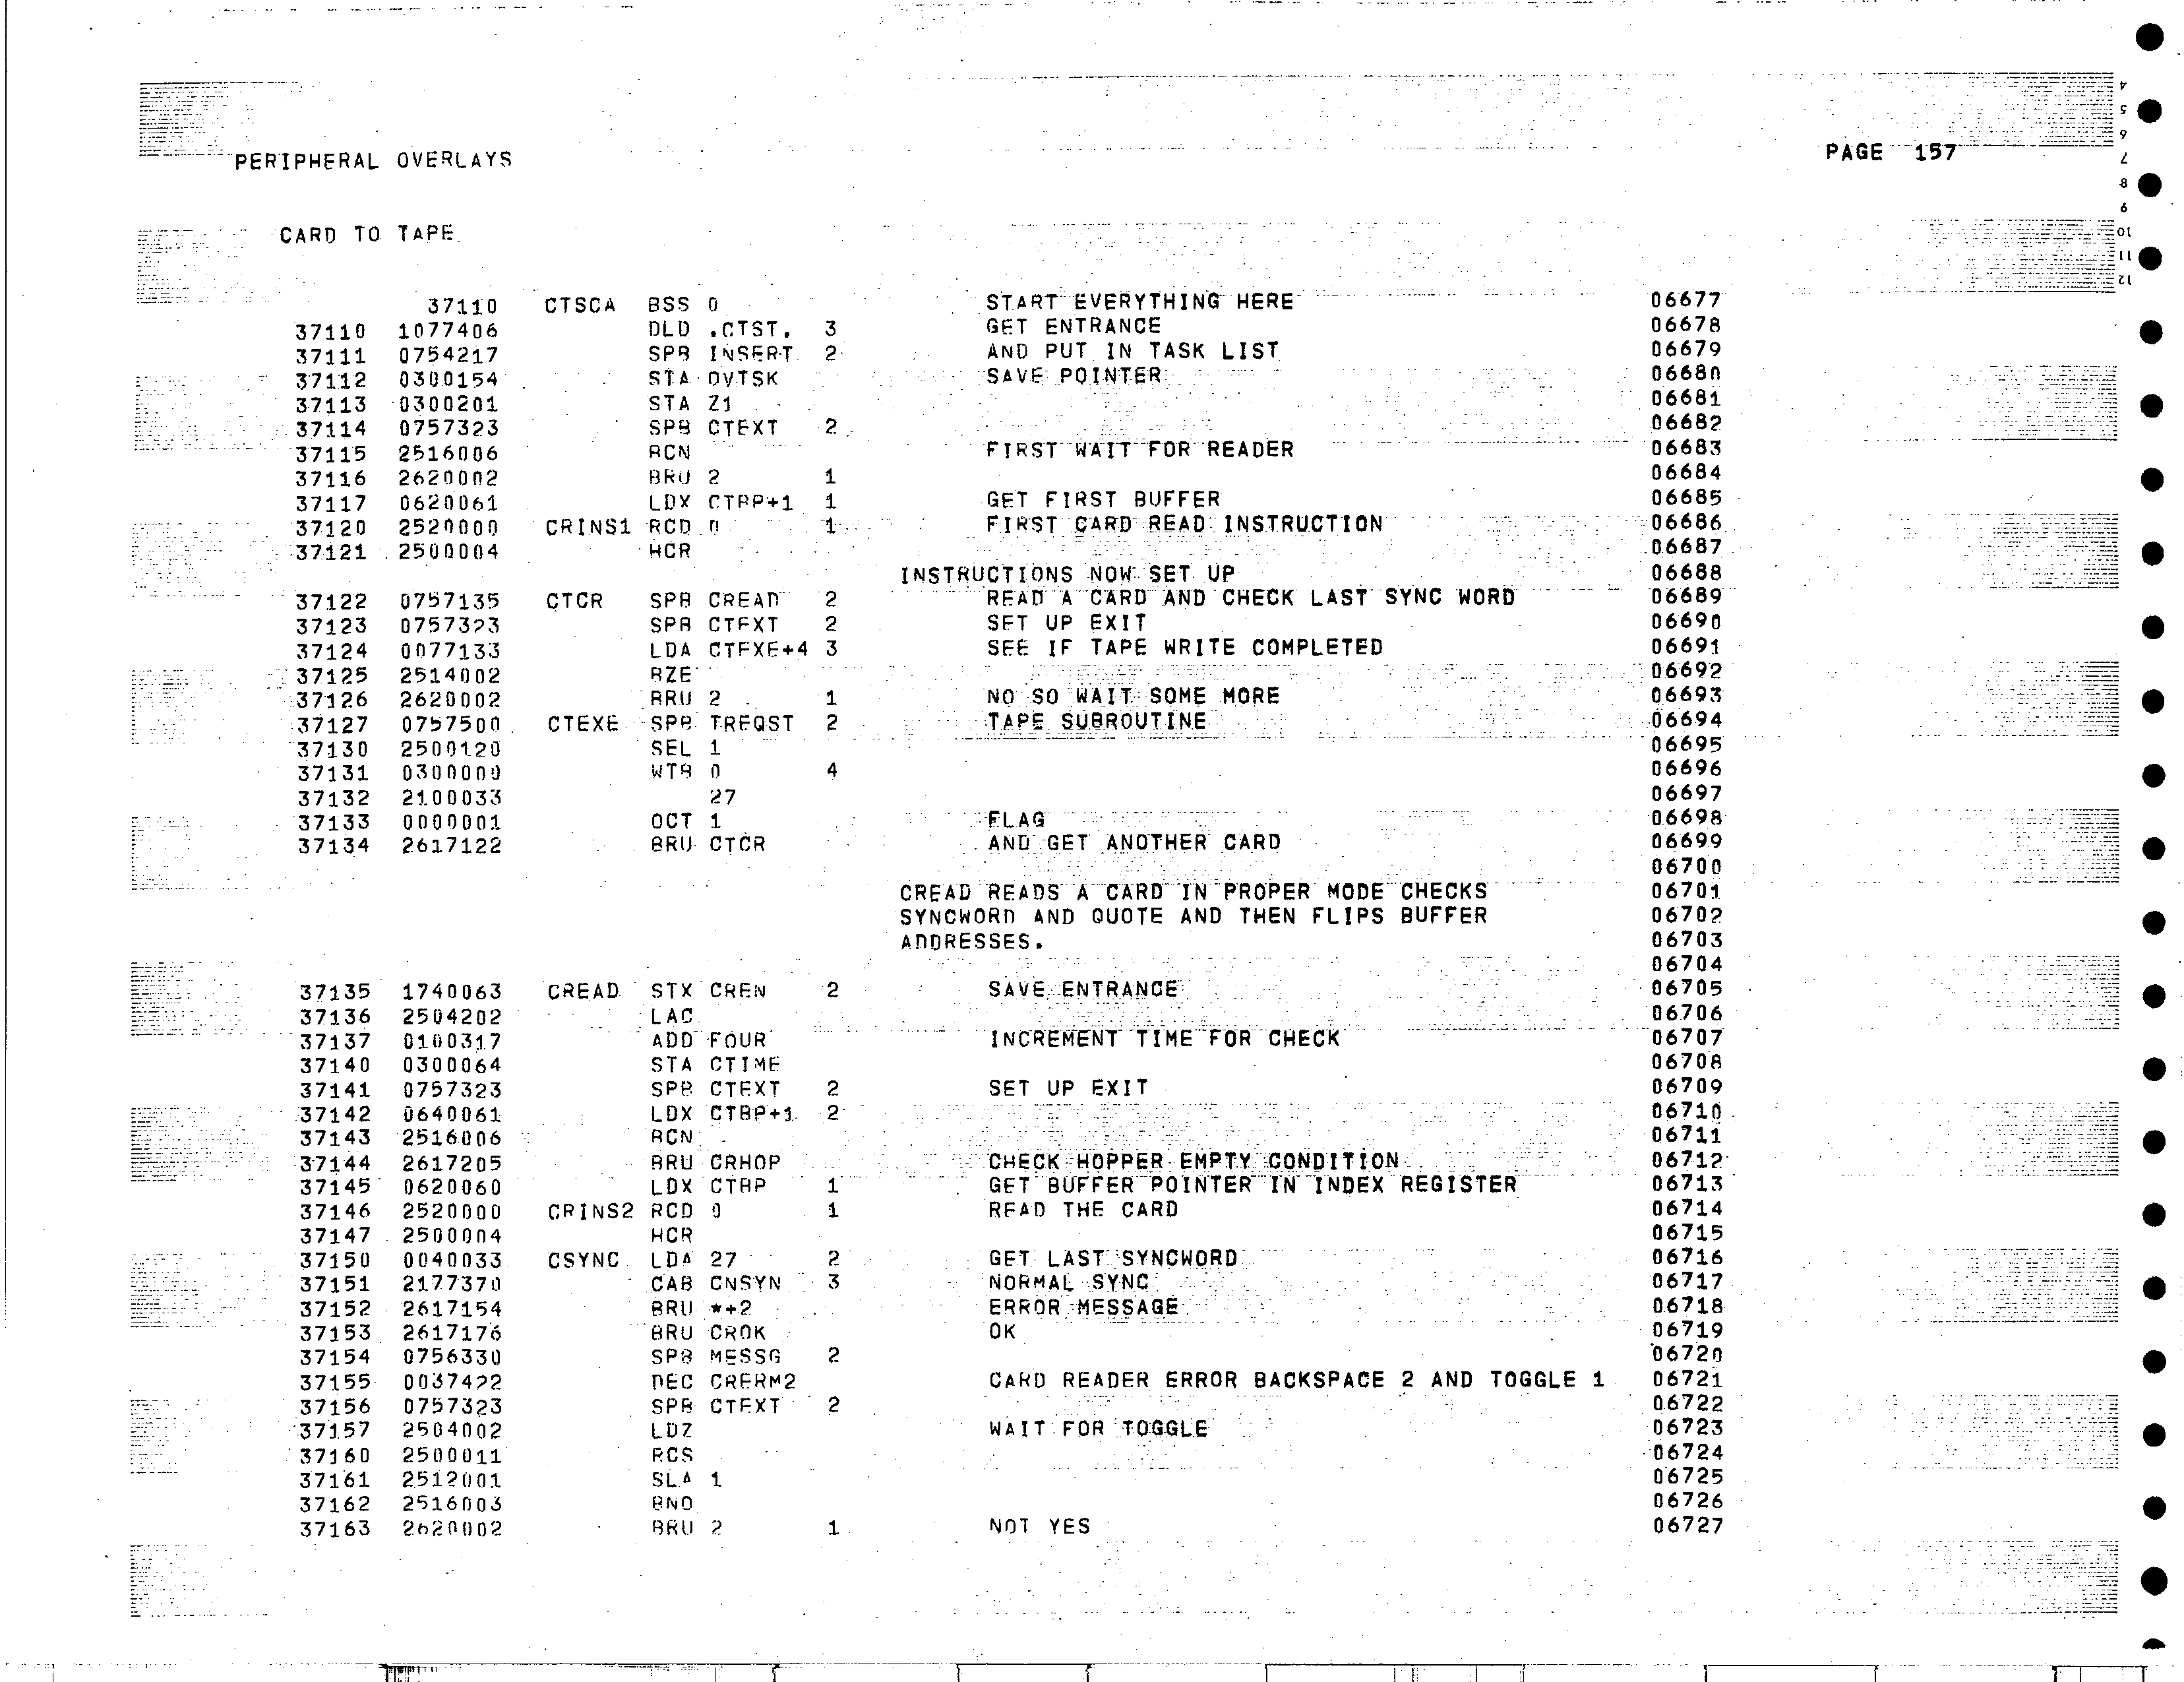 PERIPHERAL OVERLAYS PAGE 157
CARD TO TAPE
37110 CTSCA BSS 0 START EVERYTHING HERE 06677
37110 1077406 DLD .CTST. 3 GET ENTRANCE 06678
37111 0754217 SPB INSERT 2 AND PUT IN TASK LIST 06679
37112 0300154 STA OVTSK SAVE POINTER 06680
37113 0300201 STA Z1 06681
37114 0757323 SPB CTEXT 2 06682
37115 2516006 BCN FIRST WAIT FOR READER 06683
37116 2620002 BRU 2 1 06684
37117 0620061 LDX CTBP+1 1 GET FIRST BUFFER 06685
37120 2520000 CRINS1 RCD 0 1 FIRST CARD READ INSTRUCTION 06686
37121 2500004 HCR 06687
INSTRUCTIONS NOW SET UP 06688
37122 0757135 CTCR SPB CREAD 2 READ A CARD AND CHECK LAST SYNC WORD 06689
37123 0757323 SPB CTEXT 2 SET UP EXIT 06690
37124 0077133 LDA CTEXE+4 3 SEE IF TAPE WRITE COMPLETED 06691
37125 2514002 BZE 06692
37126 2620002 BRU 2 1 NO SO WAIT SOME MORE 06693
37127 0757500 CTEXE SPB TREQST 2 TAPE SUBROUTINE 06694
37130 2500120 SEL 1 06695
37131 0300000 WTB 0 4 06696
37132 2100033 27 06697
37133 0000001 OCT 1 FLAG 06698
37134 2617122 BRU CTCR AND GET ANOTHER CARD 06699
06700
CREAD READS A CARD IN PROPER MODE CHECKS 06701
SYNCWORD AND QUOTE AND THEN FLIPS BUFFER 06702
ADDRESSES. 06703
06704
37135 1740063 CREAD STX CREN 2 SAVE ENTRANCE 06705
37136 2504202 LAC 06706
37137 0100317 ADD FOUR INCREMENT TIME FOR CHECK 06707
37140 0300064 STA CTIME 06708
37141 0757323 SPB CTEXT 2 SET UP EXIT 06709
37142 0640061 LDX CTBP+1 2 06710
37143 2516006 BCN 06711
37144 2617205 BRU CRHOP CHECK HOPPER EMPTY CONDITION 06712
37145 0620060 LDX CTBP 1 GET BUFFER POINTER IN INDEX REGISTER 06713
37146 2520000 CRINS2 RCD 0 1 READ THE CARD 06714
37147 2500004 HCR 06715
37150 0040033 CSYNC LDA 27 2 GET LAST SYNCWORD 06716
37151 2177370 CAB CNSYN 3 NORMAL SYNC 06717
37152 2617154 BRU *+2 ERROR MESSAGE 06718
37153 2617176 BRU CROK OK 06719
37154 0756330 SPB MESSG 2 06720
37155 0037422 DEC CRERM2 CARD READER ERROR BACKSPACE 2 AND TOGGLE 1 06721
37156 0757323 SPB CTEXT 2 06722
37157 2504002 LDZ WAIT FOR TOGGLE 06723
37160 2500011 RCS 06724
37161 2512001 SLA 1 06725
37162 2516003 BNO 06726
37163 2620002 BRU 2 1 NOT YES 06727
4
5
6
7
8
9
10
11
12